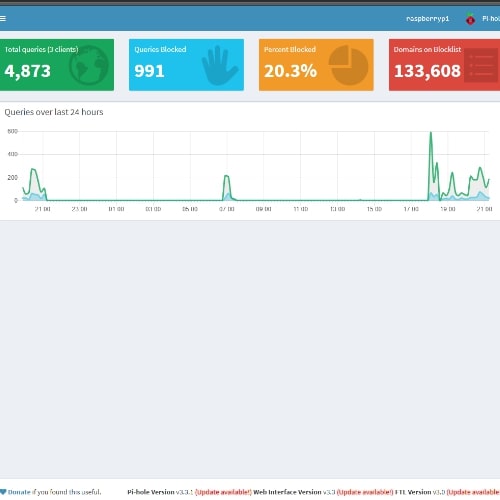 raspberrypi Pi-hol
Total queries (3 clients)
4,873
Queries Blocked
991
Percent Blocked
20.3%
Domains on Blocklist
133,608
Queries over last 24 hours
600
400
200
0
21:00 23:00 01:00 03:00 05:00 07:00 09:00 11:00 13:00 15:00 17:00 19:00 21:00
Donate if you found this useful. Pi-hole Version v3.3.1 (Update available!) Web Interface Version v3.3 (Update available!) FTL Version v3.0 (Update available